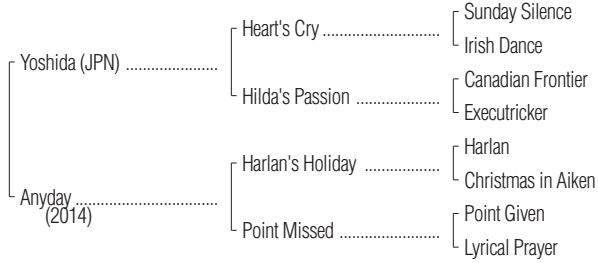 Sunday Silence
Heart's Cry
Irish Dance
Yoshida (JPN)
Canadian Frontier
Hilda's Passion
Executricker
Harlan
Harlan's Holiday
Christmas in Aiken
Anyday
(2014)
Point Given
Point Missed
Lyrical Prayer